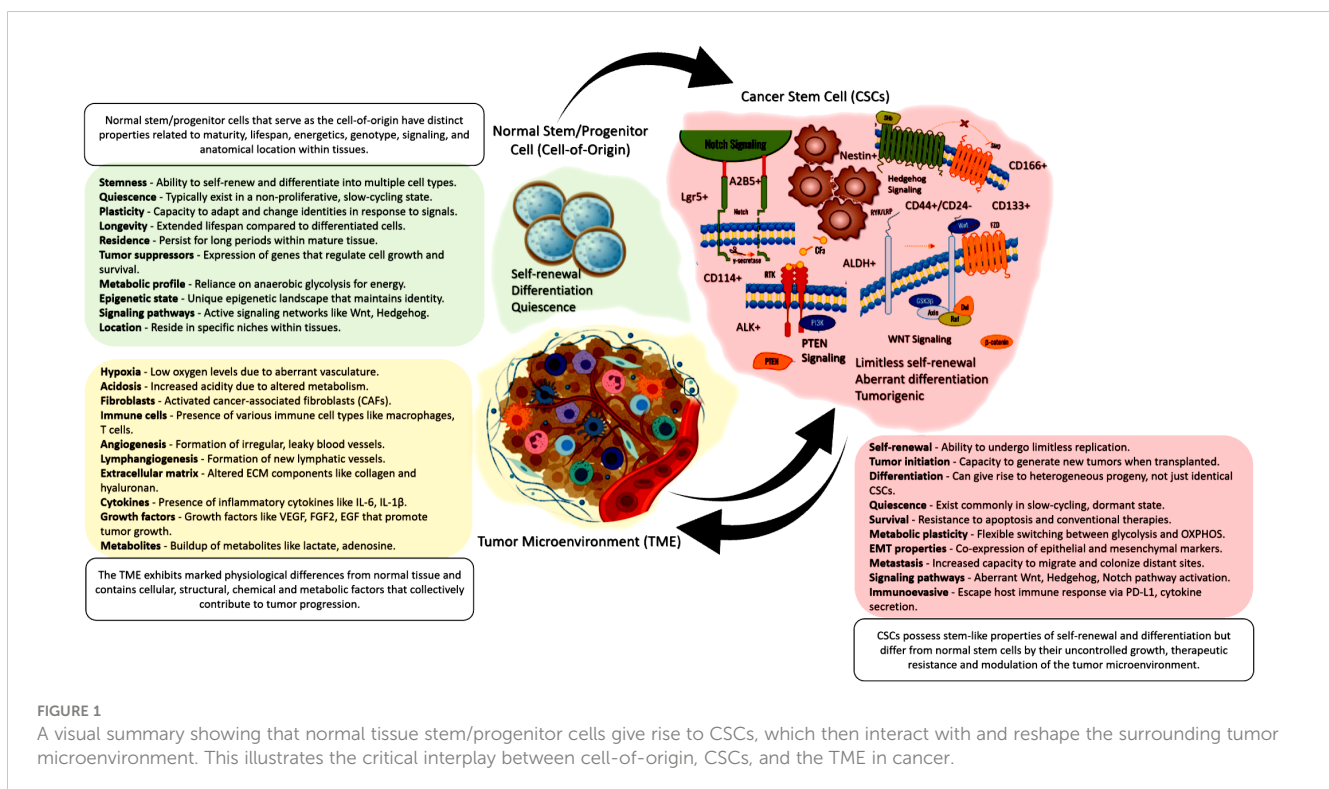 Normal stem/progenitor cells that serve as the cell-of-origin have distinct
properties related to maturity, lifespan, energetics, genotype, signaling, and
anatomical location within tissues.
Stemness - Ability to self-renew and differentiate into multiple cell types.
Quiescence - Typically exist in a non-proliferative, slow-cycling state.
Plasticity - Capacity to adapt and change identities in response to signals.
Longevity - Extended lifespan compared to differentiated cells.
Residence - Persist for long periods within mature tissue.
Tumor suppressors - Expression of genes that regulate cell growth and
survival.
Metabolic profile - Reliance on anaerobic glycolysis for energy.
Epigenetic state - Unique epigenetic landscape that maintains identity.
Signaling pathways - Active signaling networks like Wnt, Hedgehog.
Location - Reside in specific niches within tissues.
Normal Stem/Progenitor
Cell (Cell-of-Origin)
Self-renewal
Differentiation
Quiescence
Cancer Stem Cell (CSCs)
Notch Signaling
Lgr5+
A2B5+
Notch
γ-secretase
CD114+
Nestin+
Shh
SMO
Hedgehog
Signaling
CD166+
CD44+/CD24-
CD133+
RYK/LRP
Wnt
FZD
CFs
RTK
ALDH+
GSK3β
Axin
Dsl
Raf
ALK+
PI3K
PTEN
Signaling
PTEN
WNT Signaling
β-catenin
Limitless self-renewal
Aberrant differentiation
Tumorigenic
Hypoxia - Low oxygen levels due to aberrant vasculature.
Acidosis - Increased acidity due to altered metabolism.
Fibroblasts - Activated cancer-associated fibroblasts (CAFs).
Immune cells - Presence of various immune cell types like macrophages,
T cells.
Angiogenesis - Formation of irregular, leaky blood vessels.
Lymphangiogenesis - Formation of new lymphatic vessels.
Extracellular matrix - Altered ECM components like collagen and
hyaluronan.
Cytokines - Presence of inflammatory cytokines like IL-6, IL-1β.
Growth factors - Growth factors like VEGF, FGF2, EGF that promote
tumor growth.
Metabolites - Buildup of metabolites like lactate, adenosine.
The TME exhibits marked physiological differences from normal tissue and
contains cellular, structural, chemical and metabolic factors that collectively
contribute to tumor progression.
Tumor Microenvironment (TME)
Self-renewal - Ability to undergo limitless replication.
Tumor initiation - Capacity to generate new tumors when transplanted.
Differentiation - Can give rise to heterogeneous progeny, not just identical
CSCs.
Quiescence - Exist commonly in slow-cycling, dormant state.
Survival - Resistance to apoptosis and conventional therapies.
Metabolic plasticity - Flexible switching between glycolysis and OXPHOS.
EMT properties - Co-expression of epithelial and mesenchymal markers.
Metastasis - Increased capacity to migrate and colonize distant sites.
Signaling pathways - Aberrant Wnt, Hedgehog, Notch pathway activation.
Immunoevasive - Escape host immune response via PD-L1, cytokine
secretion.
CSCs possess stem-like properties of self-renewal and differentiation but
differ from normal stem cells by their uncontrolled growth, therapeutic
resistance and modulation of the tumor microenvironment.
FIGURE 1
A visual summary showing that normal tissue stem/progenitor cells give rise to CSCs, which then interact with and reshape the surrounding tumor
microenvironment. This illustrates the critical interplay between cell-of-origin, CSCs, and the TME in cancer.